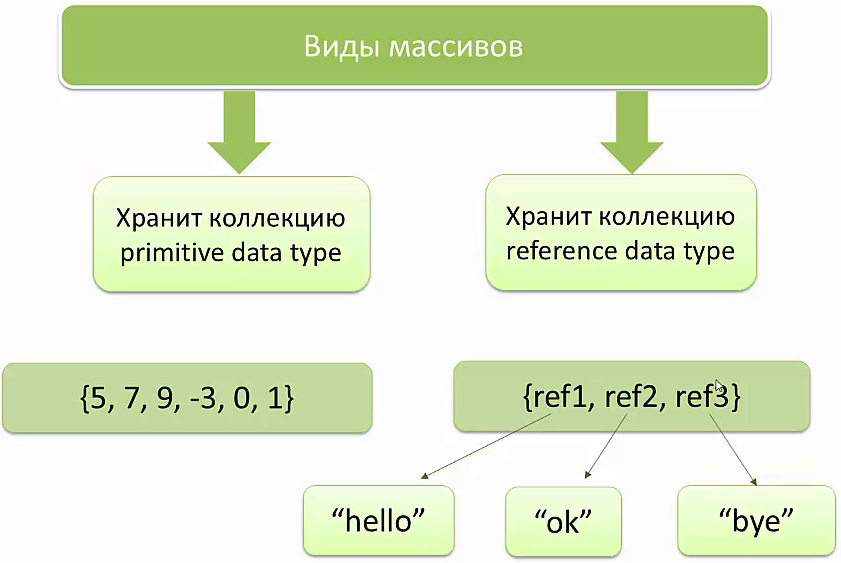 Виды массивов
Хранит коллекцию
primitive data type
Хранит коллекцию
reference data type
{5, 7, 9, -3, 0, 1}
{ref1, ref2, ref3}
“hello”
“ok”
“bye”